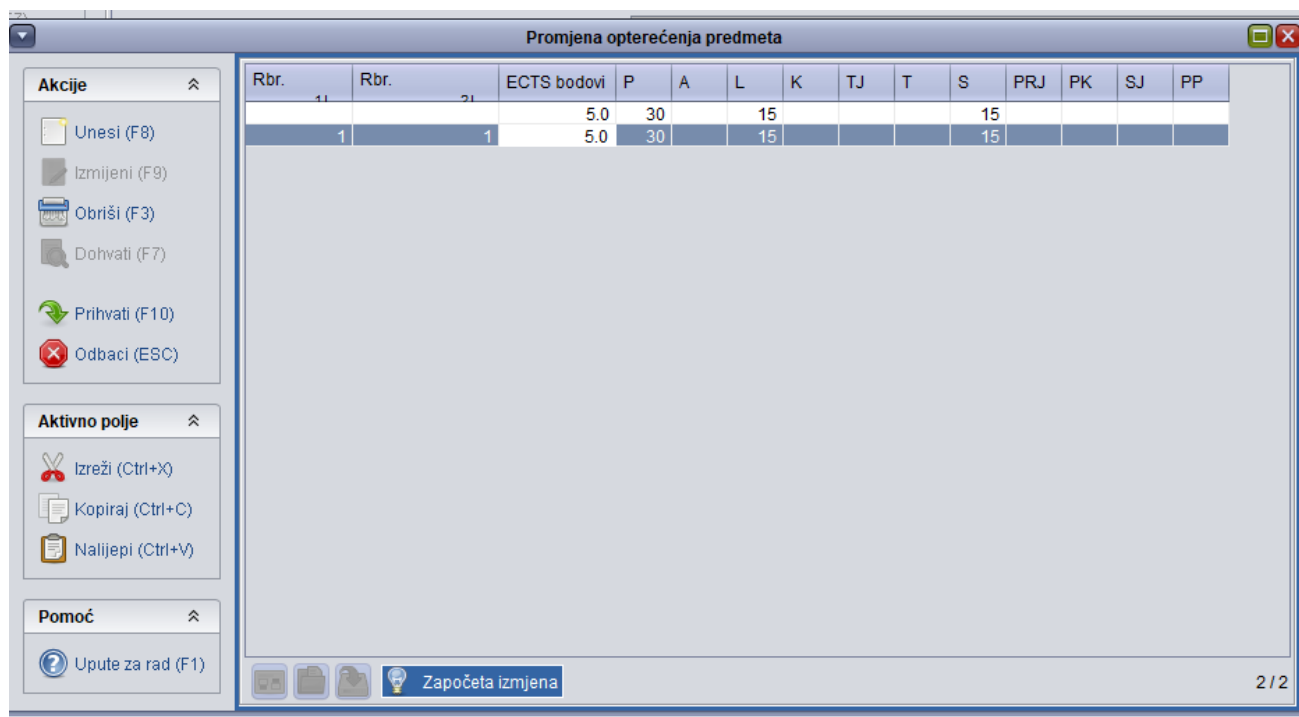 Promjena opterećenja predmeta
Akcije
Unesi (F8)
Izmijeni (F9)
Obriši (F3)
Dohvati (F7)
Prihvati (F10)
Odbaci (ESC)
Aktivno polje
Izreži (Ctrl+X)
Kopiraj (Ctrl+C)
Nalijepi (Ctrl+V)
Pomoć
Upute za rad (F1)
Rbr. Rbr. ECTS bodovi P A L K TJ T S PRJ PK SJ PP
5.0 30 15 15
1 1 5.0 30 15 15
Započeta izmjena
2 / 2